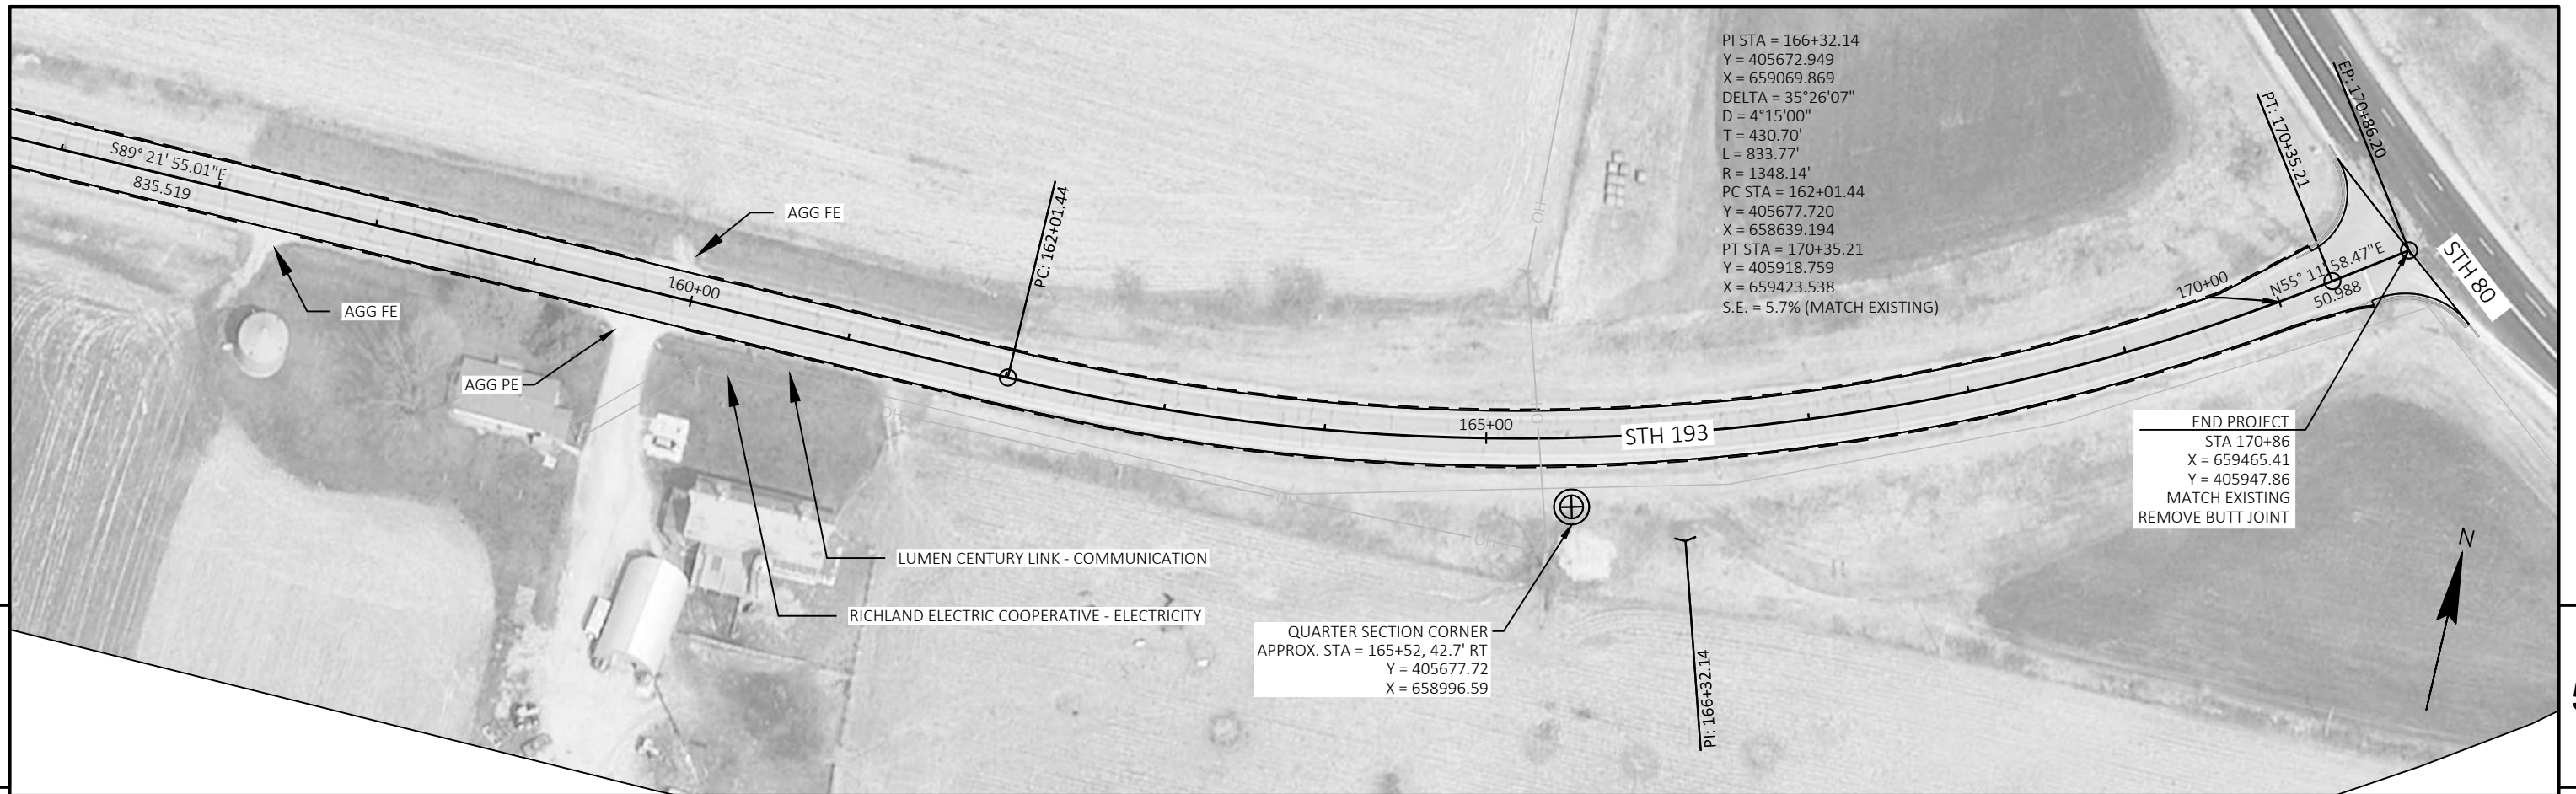 PI STA = 166+32.14
Y = 405672.949
X = 659069.869
DELTA = 35°26'07"
D = 4°15'00"
T = 430.70'
L = 833.77'
R = 1348.14'
PC STA = 162+01.44
Y = 405677.720
X = 658639.194
PT STA = 170+35.21
Y = 405918.759
X = 659423.538
S.E. = 5.7% (MATCH EXISTING)
EP: 170+86.20
PT: 170+35.21
S89° 21' 55.01"E
835.519
AGG FE
PC: 162+01.44
OH
STH 80
N55° 11' 58.47"E
50.988
170+00
160+00
AGG FE
AGG PE
OH
OH
165+00
STH 193
END PROJECT
STA 170+86
X = 659465.41
Y = 405947.86
MATCH EXISTING
REMOVE BUTT JOINT
OH
OH
OH
N
LUMEN CENTURY LINK - COMMUNICATION
RICHLAND ELECTRIC COOPERATIVE - ELECTRICITY
QUARTER SECTION CORNER
APPROX. STA = 165+52, 42.7' RT
Y = 405677.72
X = 658996.59
PI: 166+32.14